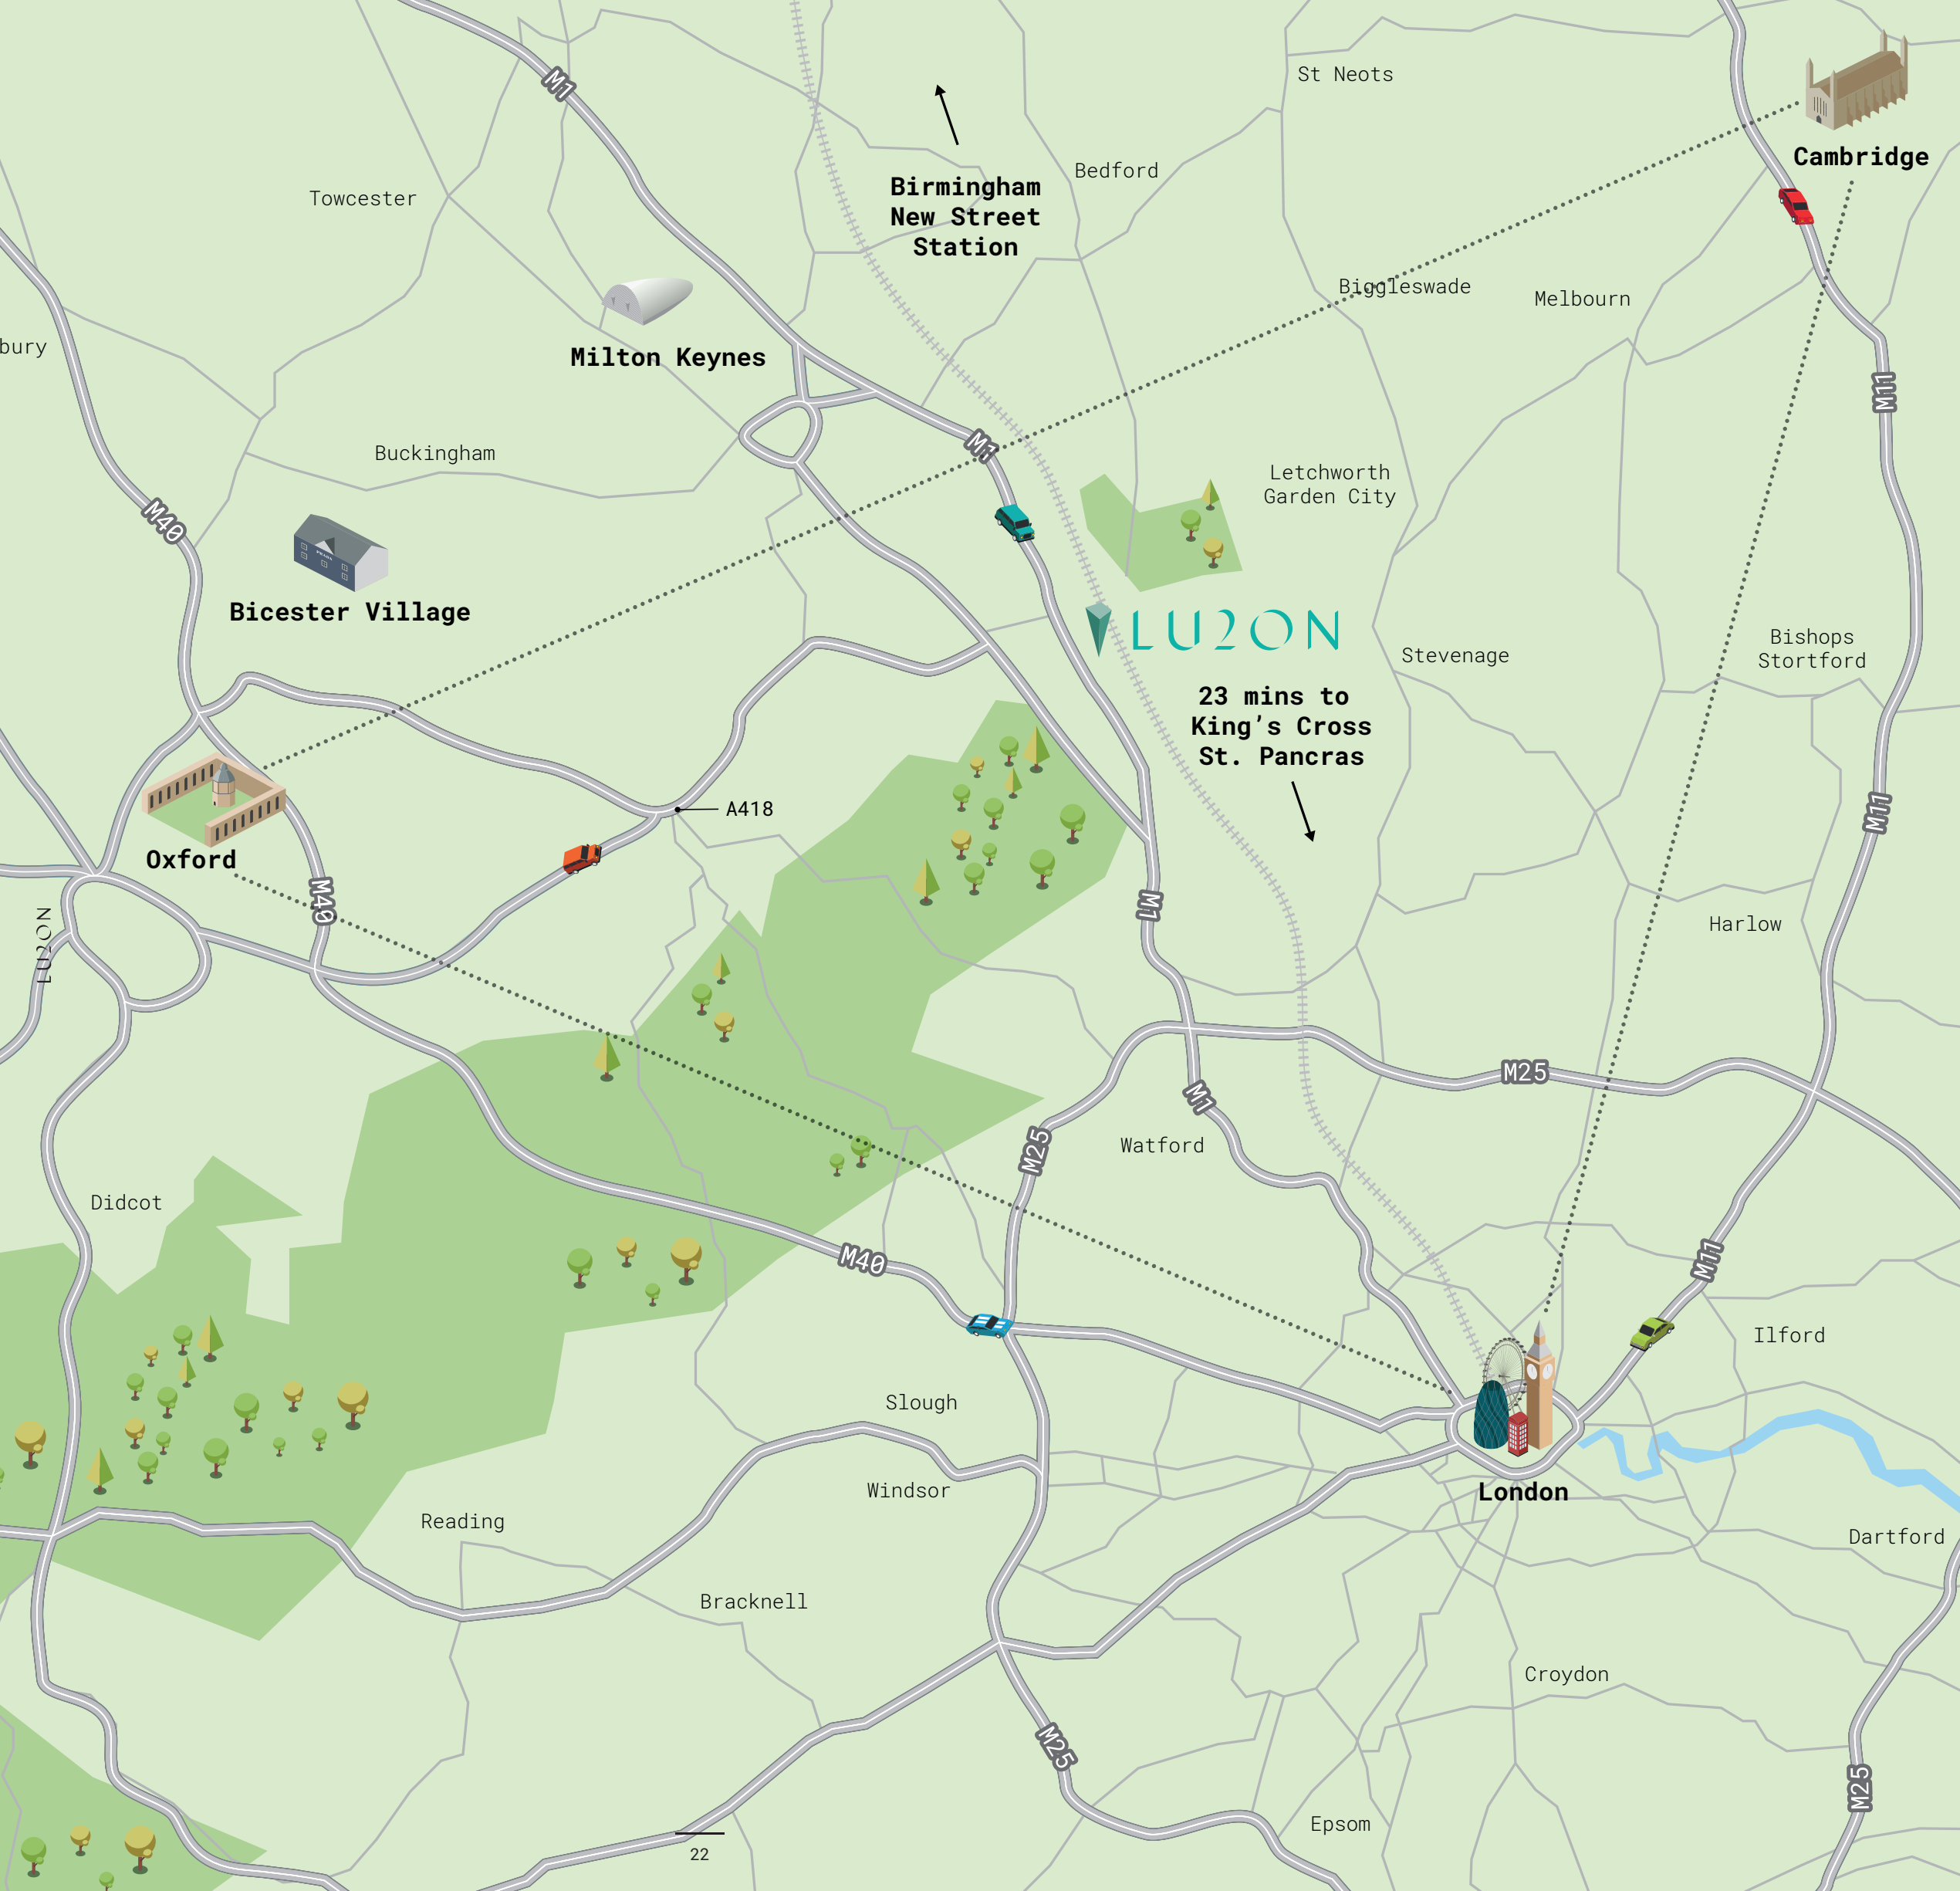 M1
St Neots
Cambridge
Bedford
Birmingham
New Street
Station
Towcester
Biggleswade
Melbourn
bury
Milton Keynes
M11
Buckingham
M1
Letchworth
Garden City
M40
Bicester Village
LU2ON
Bishops
Stortford
Stevenage
23 mins to
King’s Cross
St. Pancras
A418
M11
Oxford
M40
M1
LU2ON
Harlow
M25
M1
M25
Watford
Didcot
M40
M11
Ilford
Slough
Windsor
London
Reading
Dartford
Bracknell
Croydon
M25
M25
Epsom
22